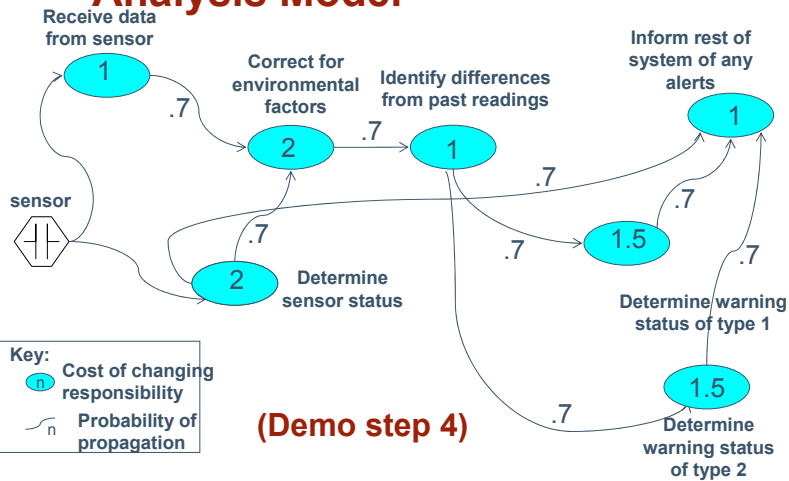 Analysis Model
Receive data
from sensor
1
.7
Correct for
environmental
factors
2
.7
Identify differences
from past readings
1
Inform rest of
system of any
alerts
1
.7
.7
.7
1.5
.7
sensor
.7
2
Determine
sensor status
Determine warning
status of type 1
1.5
Determine
warning status
of type 2
.7
Key:
n
Cost of changing
responsibility
n
Probability of
propagation
(Demo step 4)